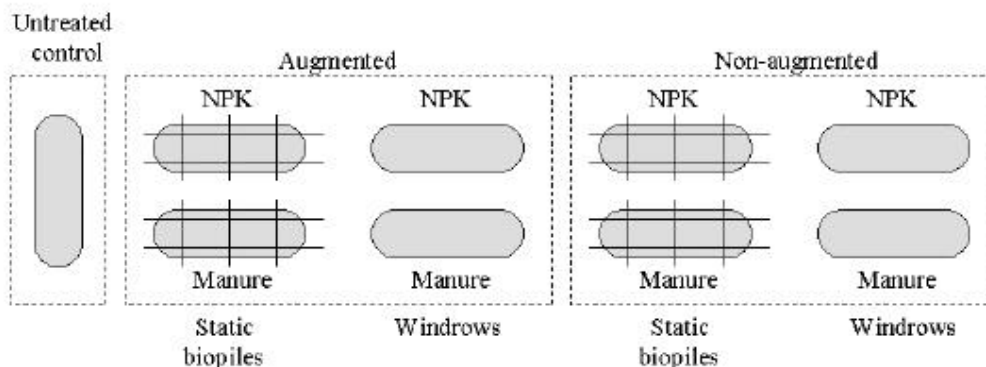 Untreated
control
Augmented
Non-augmented
NPK
NPK
NPK
NPK
Manure
Manure
Manure
Manure
Static
biopiles
Windrows
Static
biopiles
Windrows